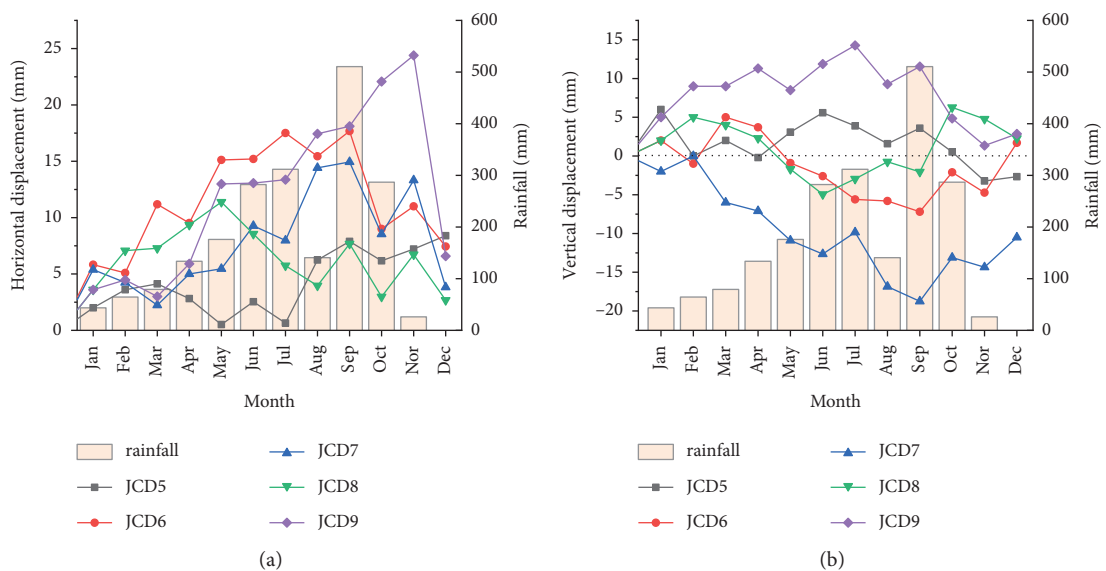 25
20
15
10
5
0
Horizontal displacement (mm)
600
500
400
300
200
100
0
Rainfall (mm)
Jan Feb Mar Apr May Jun Jul Aug Sep Oct Nor Dec
Month
rainfall JCD7
JCD5 JCD8
JCD6 JCD9
(a)
15
10
5
0
−5
−10
−15
−20
Vertical displacement (mm)
600
500
400
300
200
100
0
Rainfall (mm)
Jan Feb Mar Apr May Jun Jul Aug Sep Oct Nov Dec
Month
rainfall JCD7
JCD5 JCD8
JCD6 JCD9
(b)